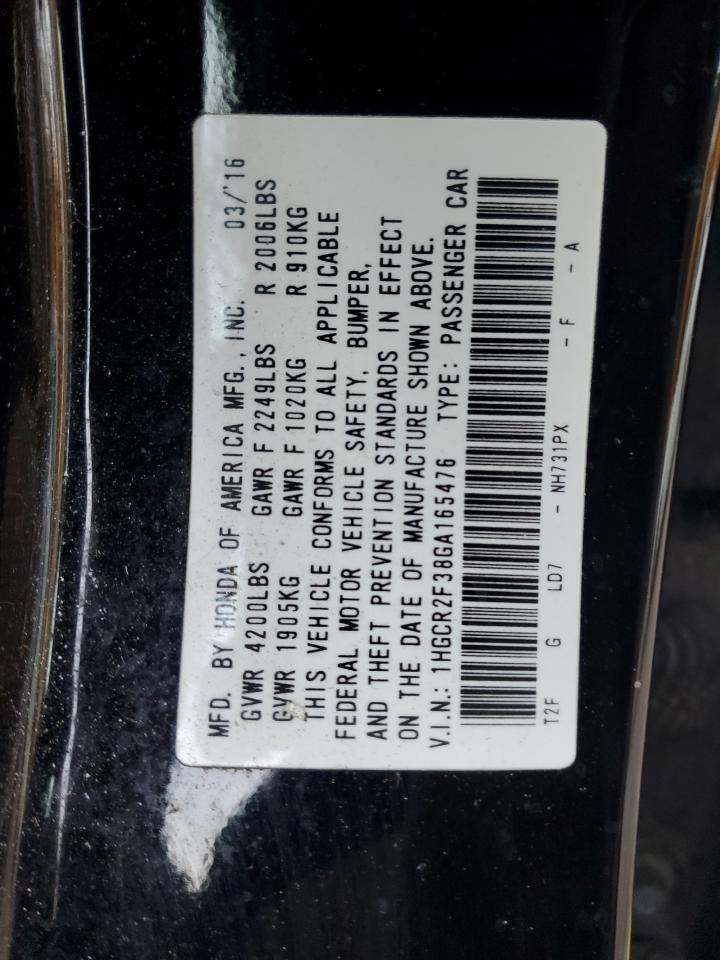 MFD. BY HONDA OF AMERICA MFG., INC. 03/'16
GVWR 4200LBS GAWR F 2249LBS R 2006LBS
GVWR 1905KG GAWR F 1020KG R 910KG
THIS VEHICLE CONFORMS TO ALL APPLICABLE
FEDERAL MOTOR VEHICLE SAFETY, BUMPER,
AND THEFT PREVENTION STANDARDS IN EFFECT
ON THE DATE OF MANUFACTURE SHOWN ABOVE.
V.I.N.: 1HGCR2F38GA165476 TYPE: PASSENGER CAR
T2F G LD7 - NH731PX - F - A